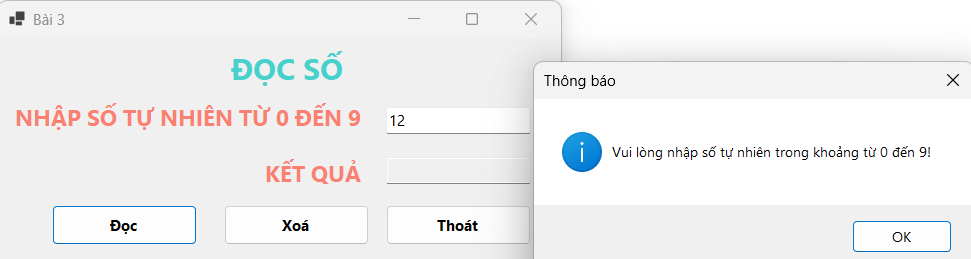 Bài 3
ĐỌC SỐ
NHẬP SỐ TỰ NHIÊN TỪ 0 ĐẾN 9
12
KẾT QUẢ
Đọc
Xoá
Thoát
Thông báo
Vui lòng nhập số tự nhiên trong khoảng từ 0 đến 9!
OK